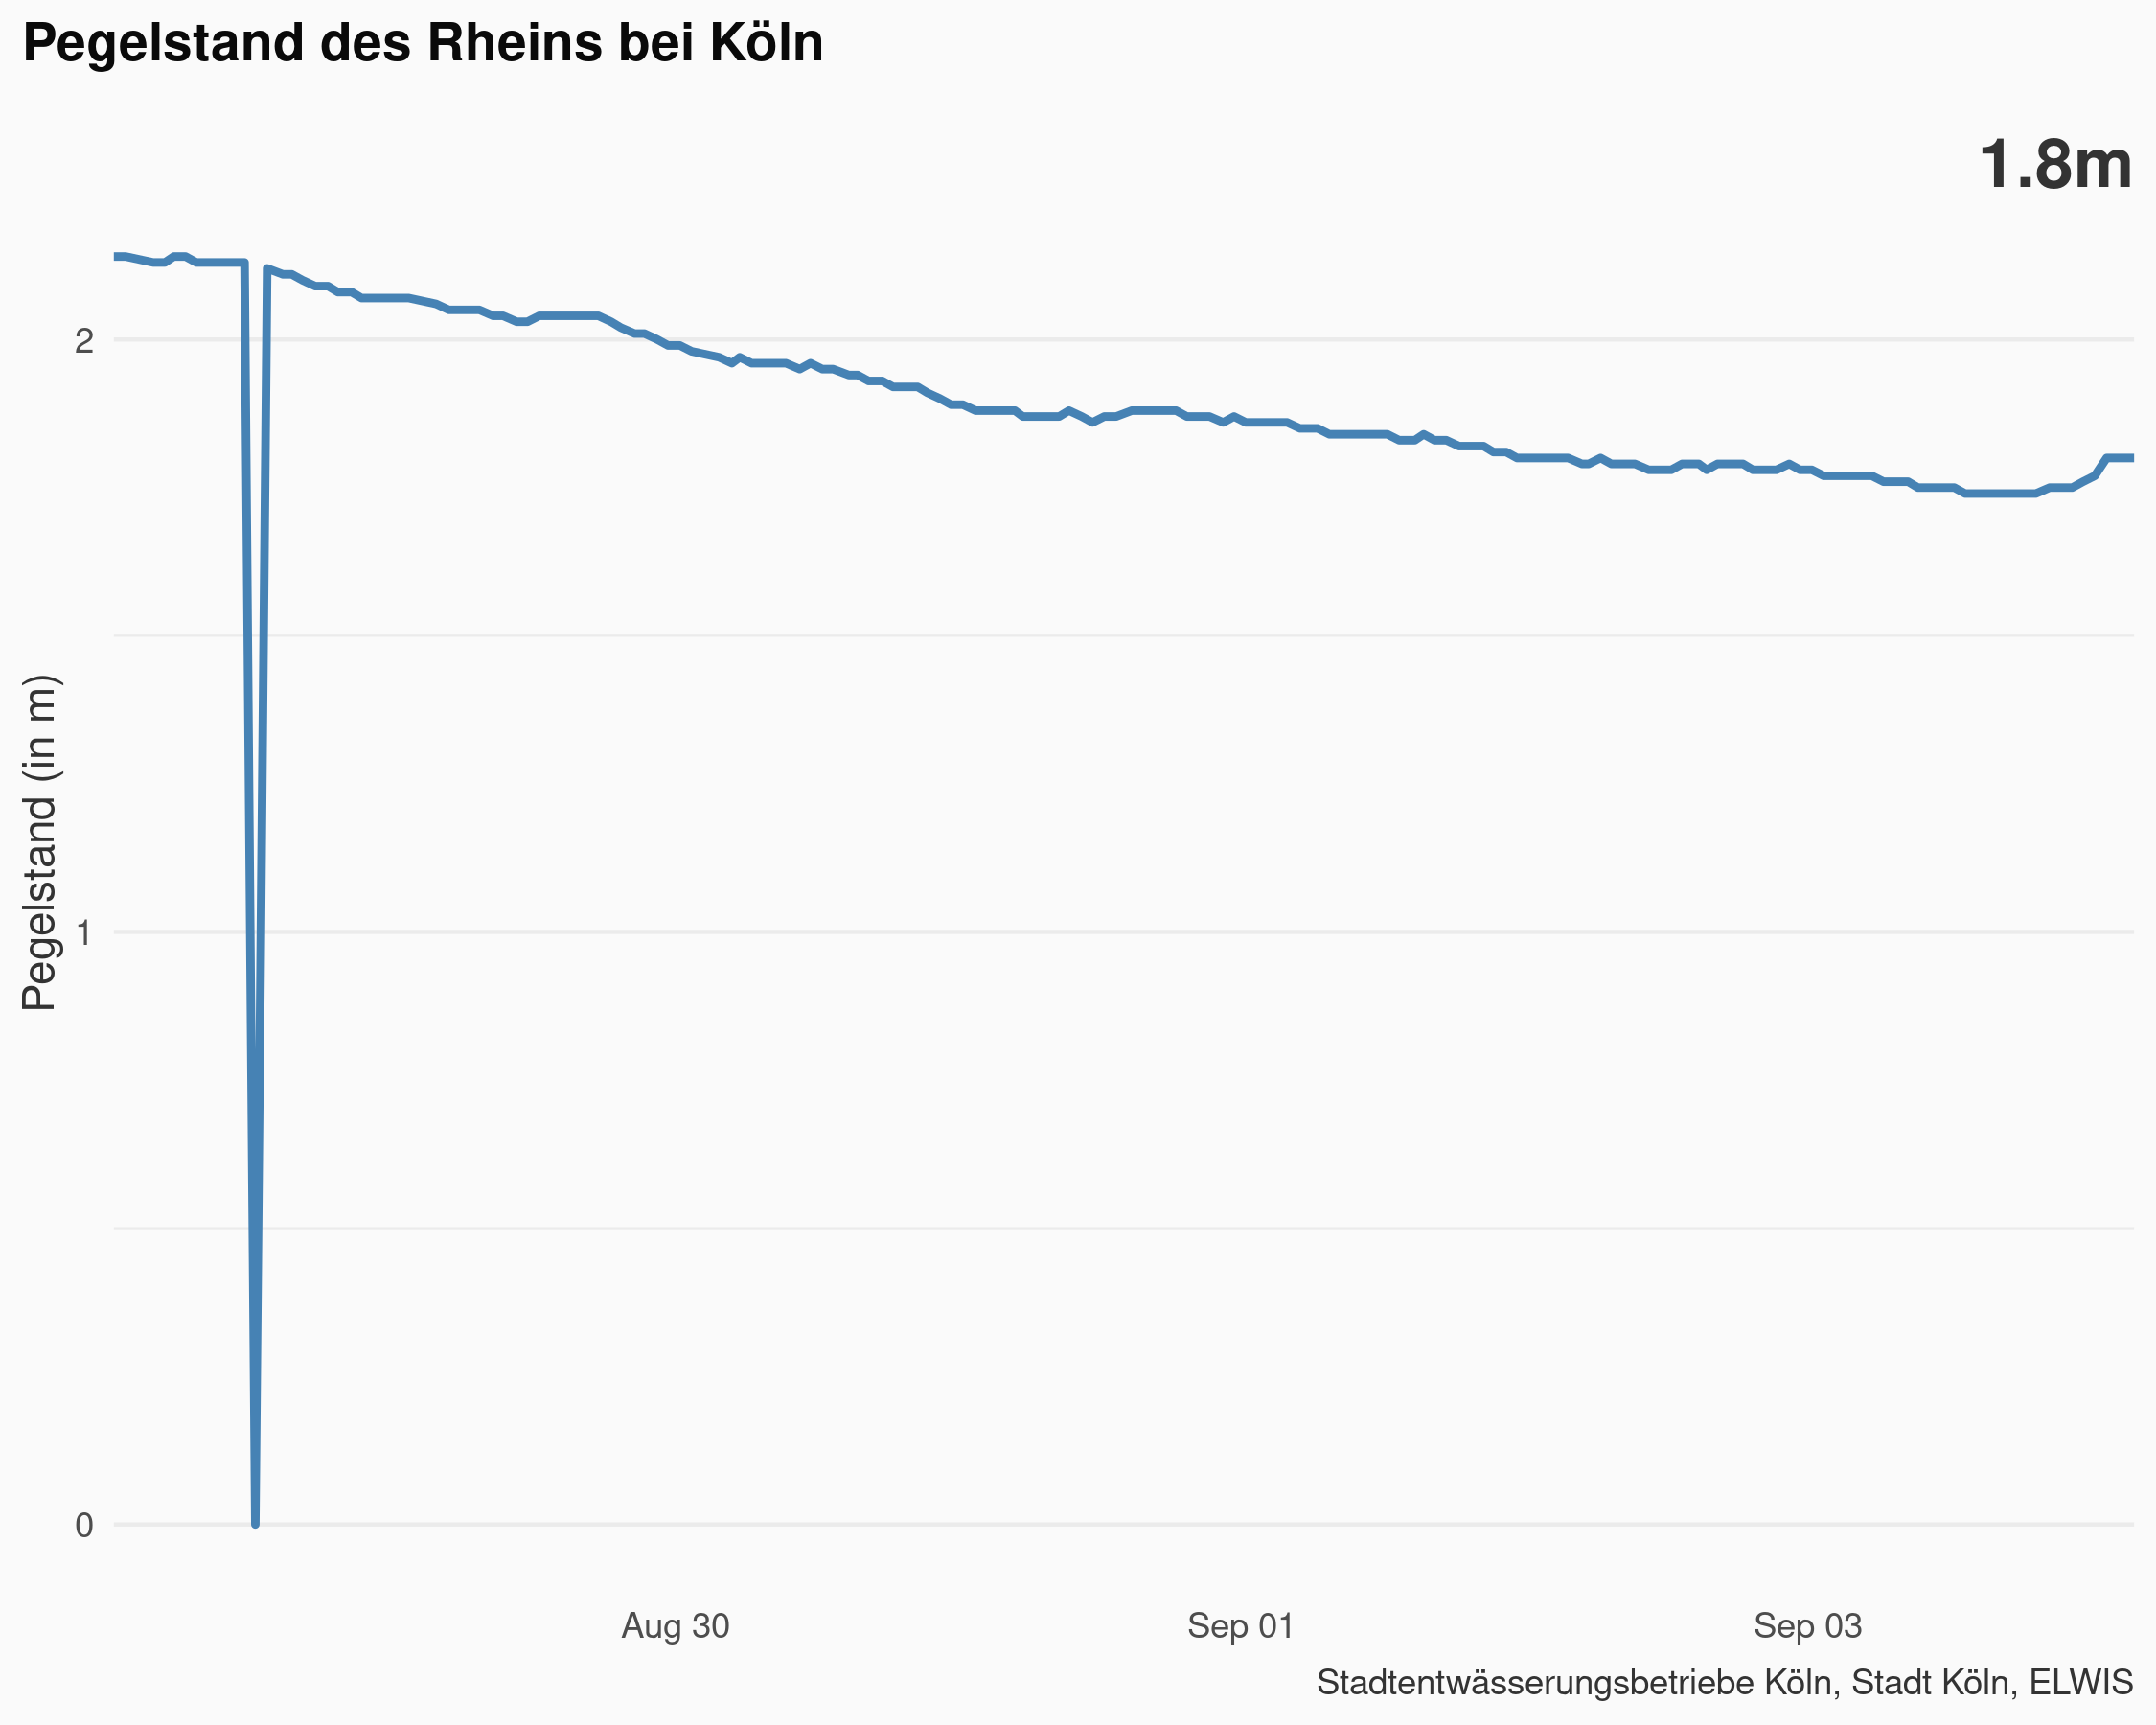 Pegelstand des Rheins bei Köln
1.8m
Pegelstand (in m)
2
1
0
Aug 30
Sep 01
Sep 03
Stadtentwässerungsbetriebe Köln, Stadt Köln, ELWIS